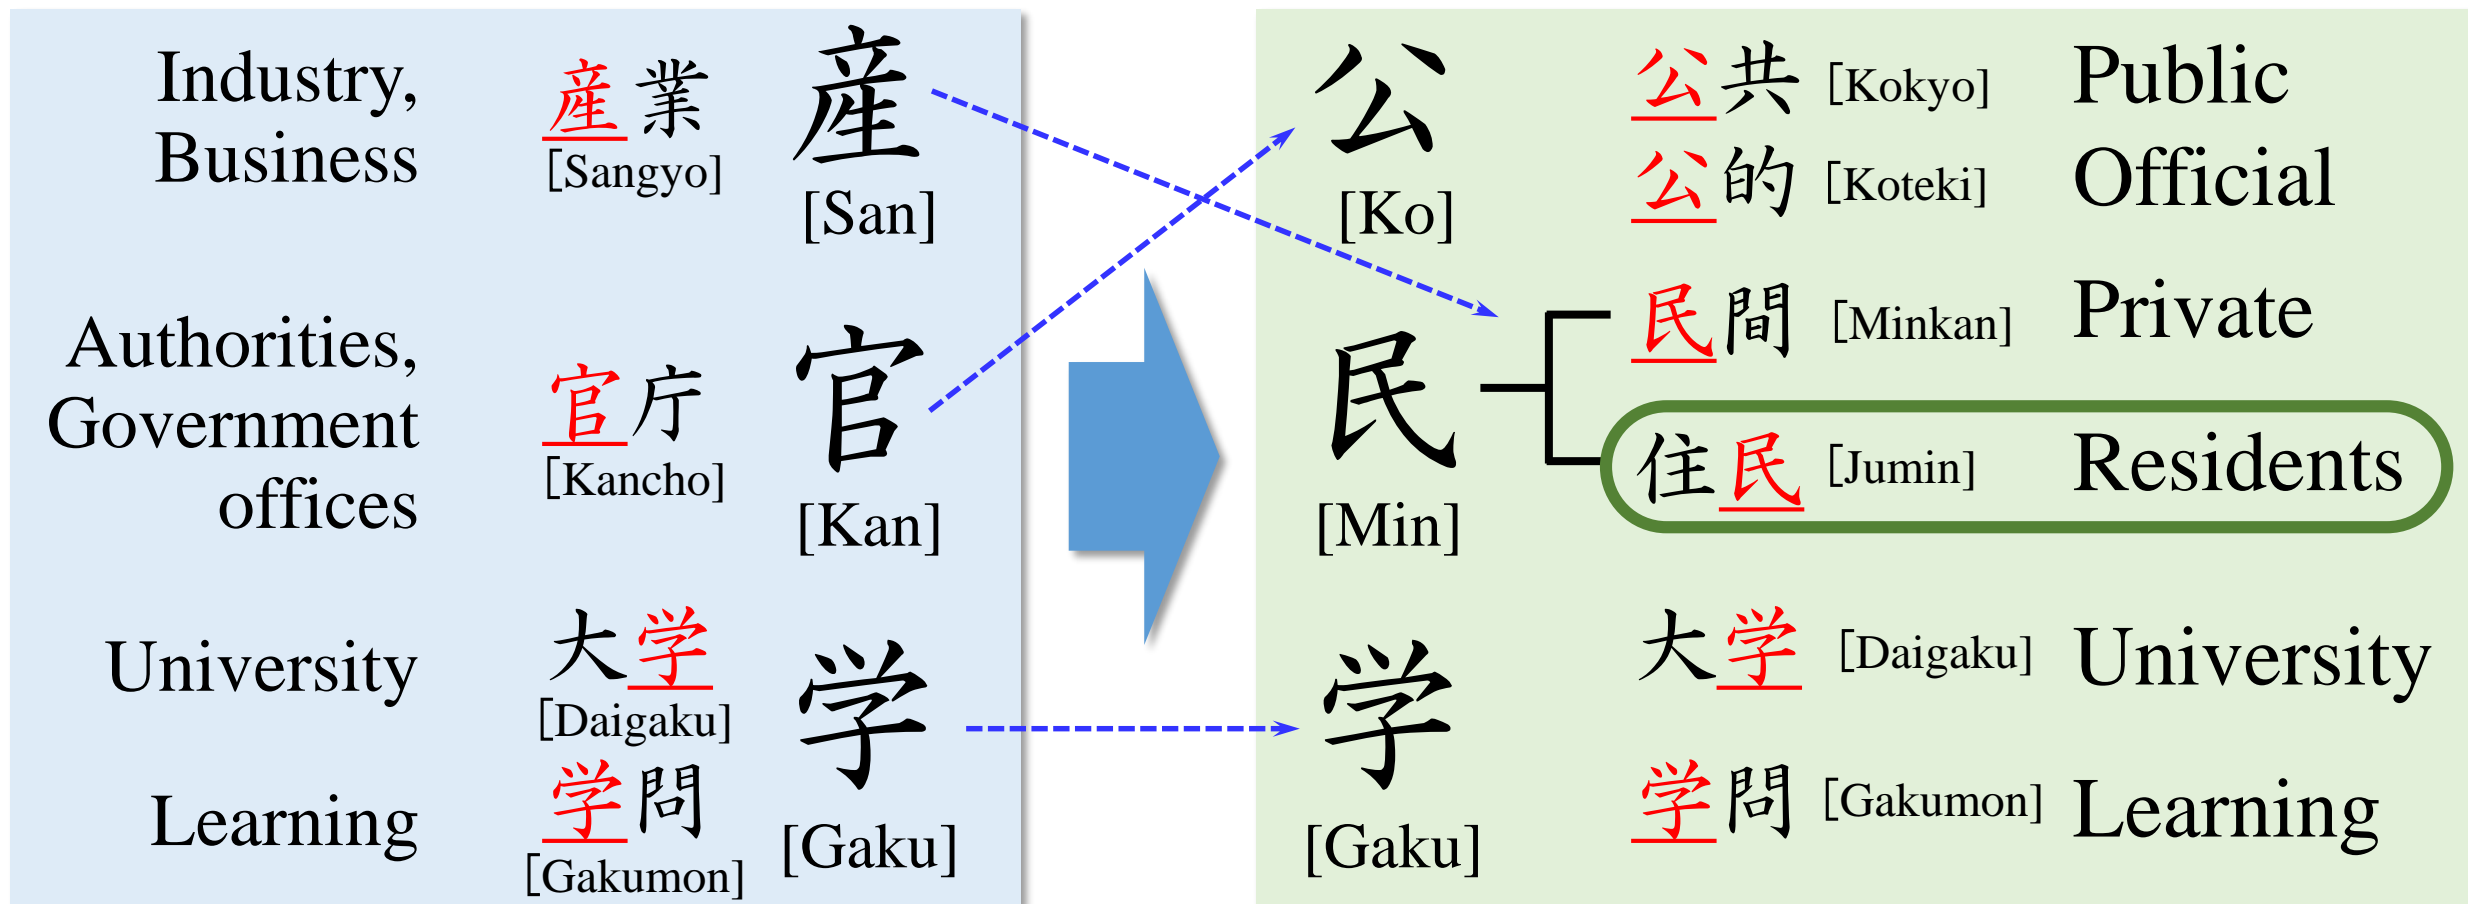 Industry,
Business
産業
[Sangyo]
産
[San]
Authorities,
Government
offices
官庁
[Kancho]
官
[Kan]
University
大学
[Daigaku]
Learning
学問
[Gakumon]
学
[Gaku]
公
[Ko]
公共 [Kokyo] Public
公的 [Koteki] Official
民
[Min]
民間 [Minkan] Private
住民 [Jumin] Residents
学
[Gaku]
大学 [Daigaku] University
学問 [Gakumon] Learning